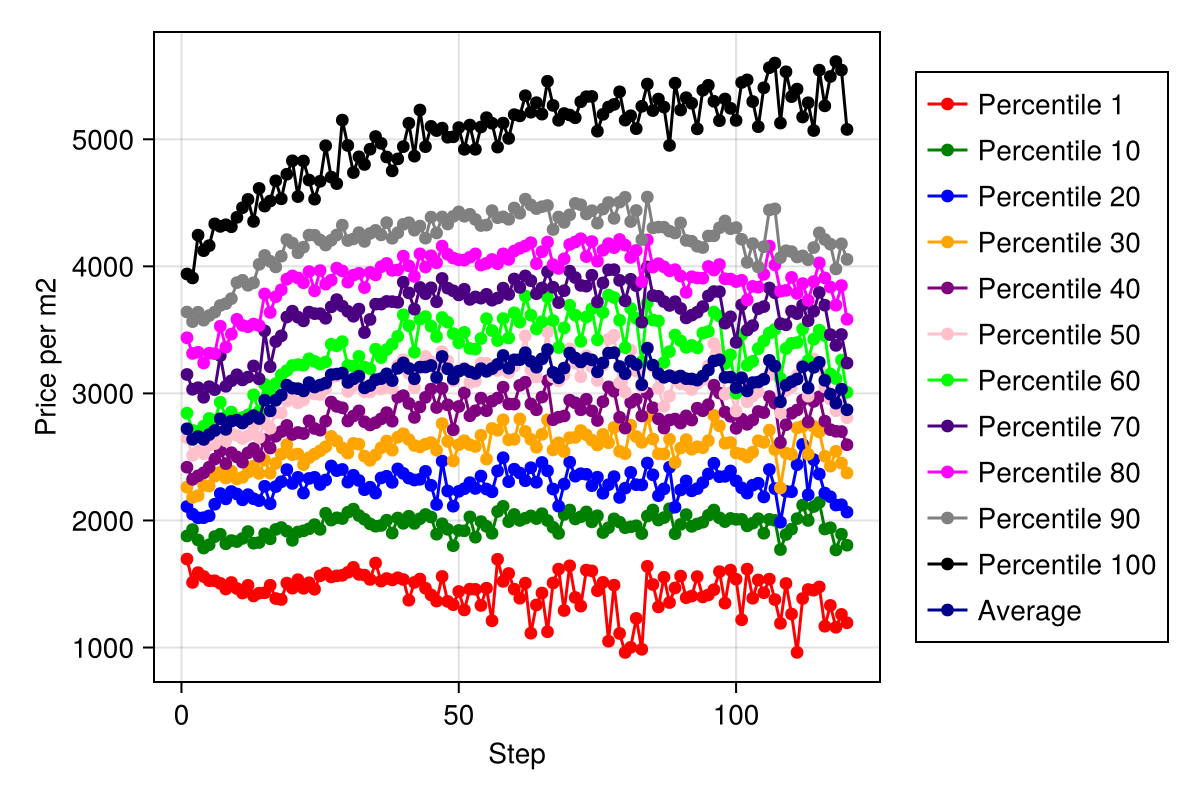 5000
4000
3000
2000
1000
Price per m2
0 50 100
Step
Percentile 1
Percentile 10
Percentile 20
Percentile 30
Percentile 40
Percentile 50
Percentile 60
Percentile 70
Percentile 80
Percentile 90
Percentile 100
Average